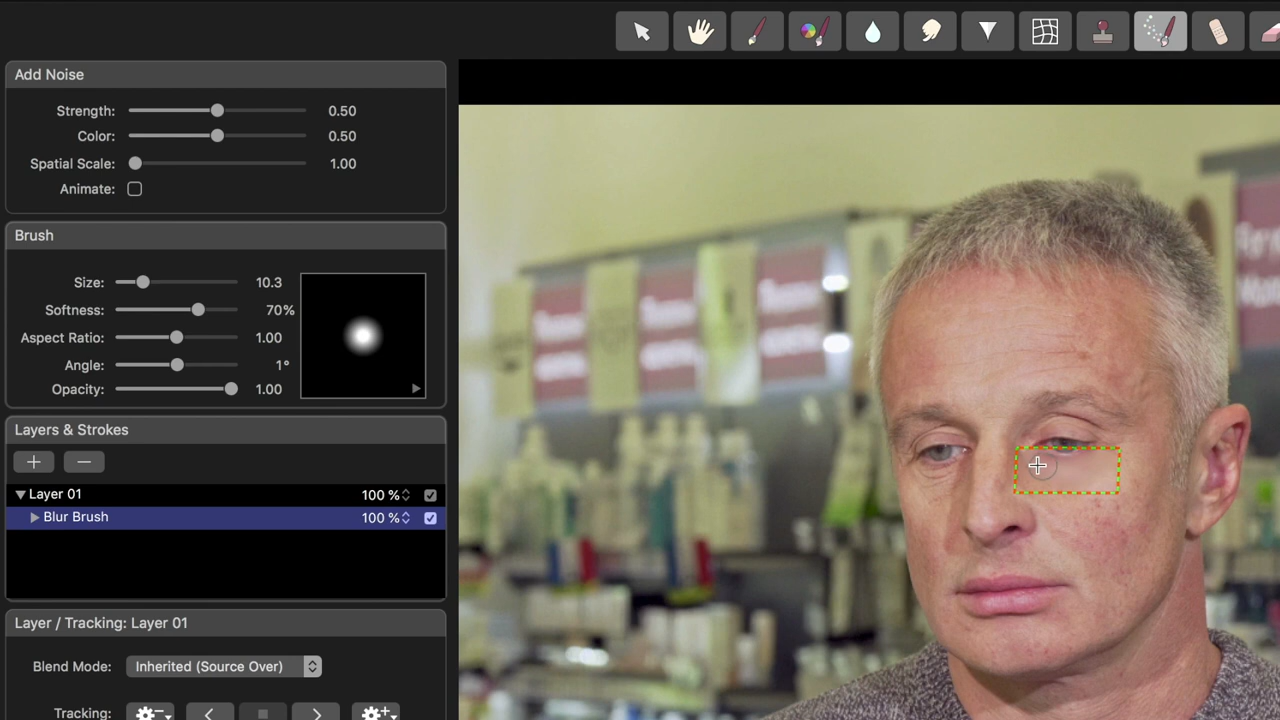 Add Noise
Strength: 0.50
Color: 0.50
Spatial Scale: 1.00
Animate:
Brush
Size: 10.3
Softness: 70%
Aspect Ratio: 1.00
Angle: 1°
Opacity: 1.00
Layers & Strokes
Layer 01 100 %
Blur Brush 100 %
Layer / Tracking: Layer 01
Blend Mode: Inherited (Source Over)
Tracking: